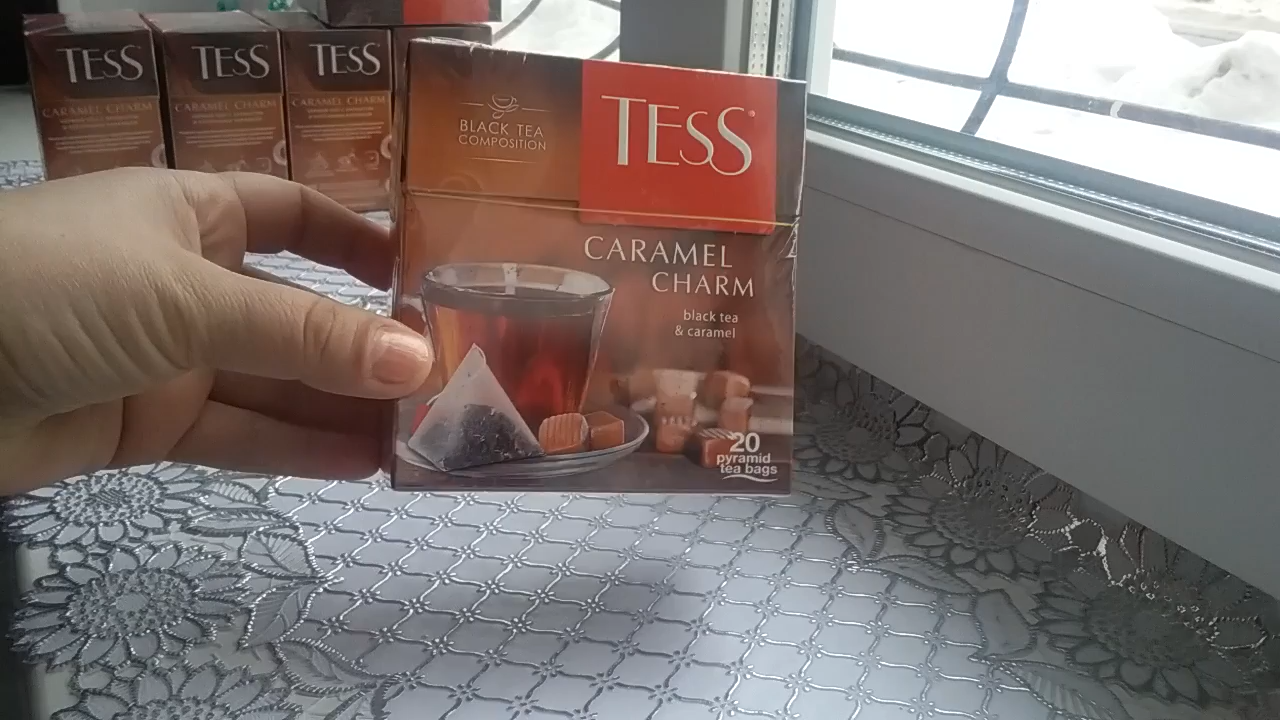 TESS
CARAMEL CHARM
TESS
CARAMEL CHARM
TESS
CARAMEL CHARM
BLACK TEA
COMPOSITION
TESS
CARAMEL
CHARM
black tea
& caramel
20
pyramid
tea bags